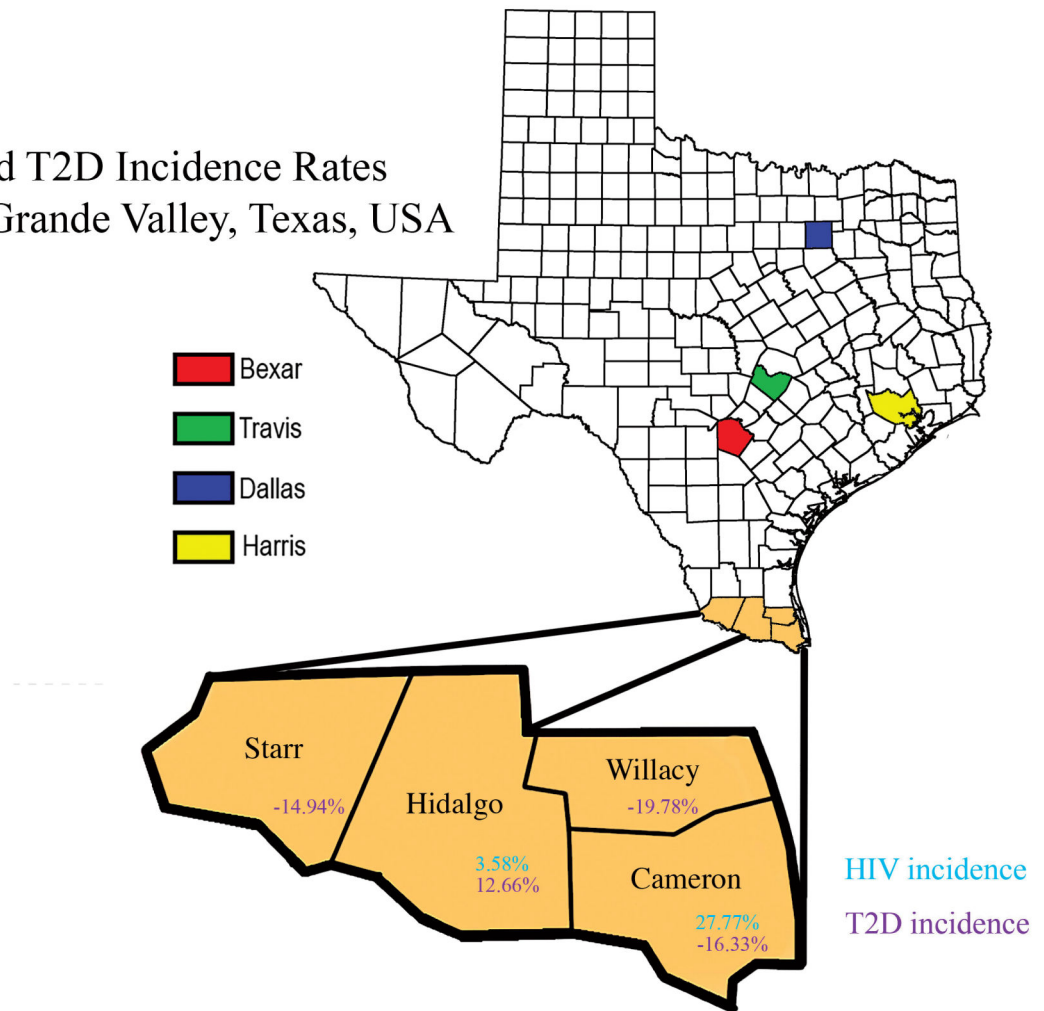 T2D Incidence Rates
Grande Valley, Texas, USA
Bexar
Travis
Dallas
Harris
Starr
-14.94%
Hidalgo
3.58%
12.66%
Willacy
-19.78%
Cameron
27.77%
-16.33%
HIV incidence
T2D incidence